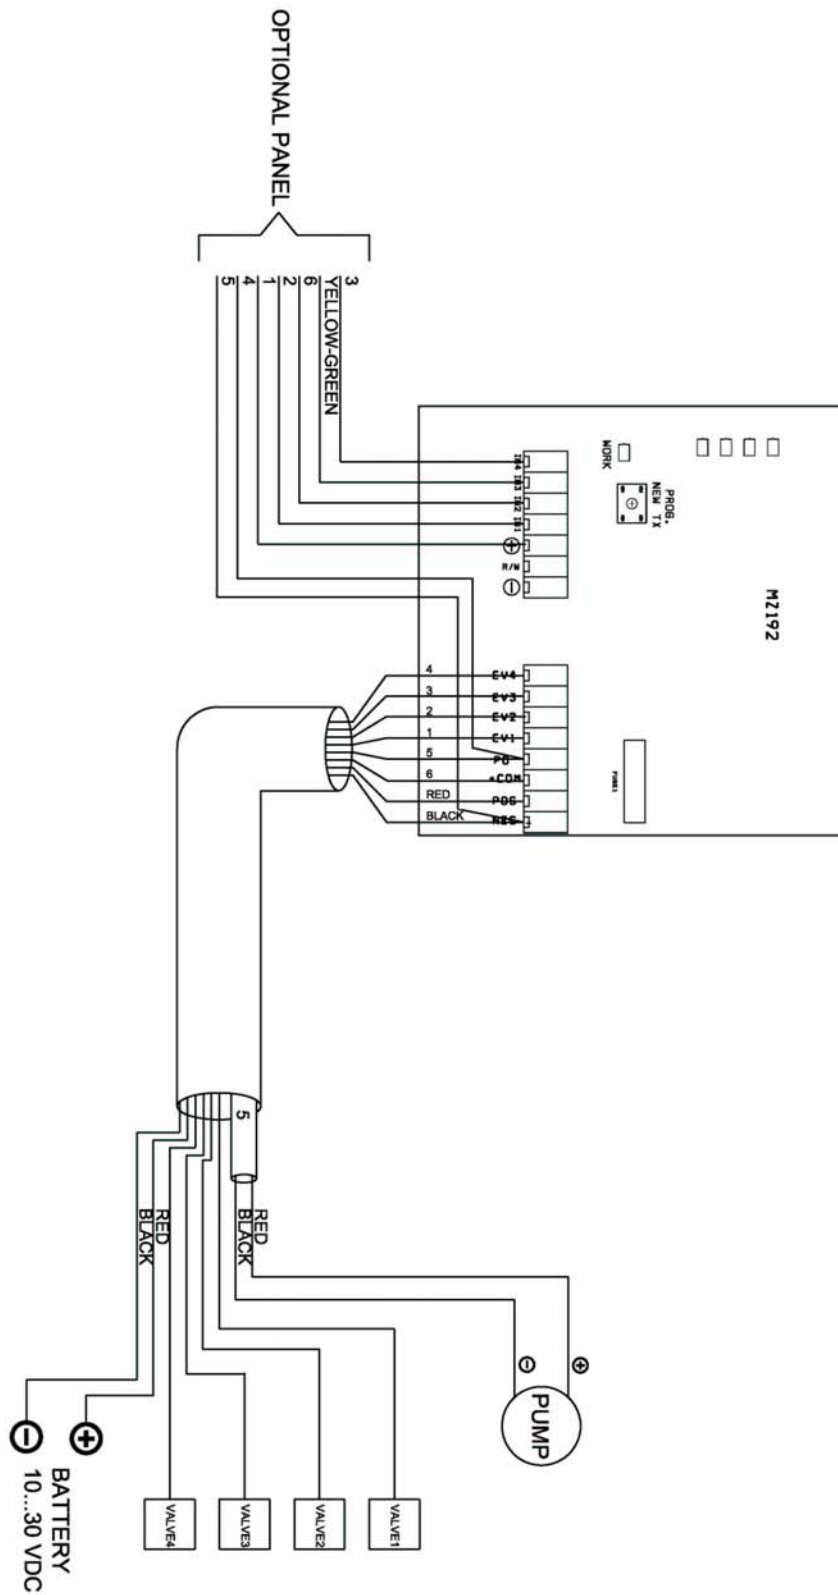 OPTIONAL PANEL
3
YELLOW-GREEN
6
2
1
4
5
IN4
IN3
IN2
IN1
+
R/W
−
WORK
PROG.
NEW TX
MZ192
4
3
2
1
5
6
RED
BLACK
EV4
EV3
EV2
EV1
PO
+COM
POS
NEG
5
RED
BLACK
RED
BLACK
+
−
PUMP
VALVE1
VALVE2
VALVE3
VALVE4
+
−
BATTERY
10...30 VDC